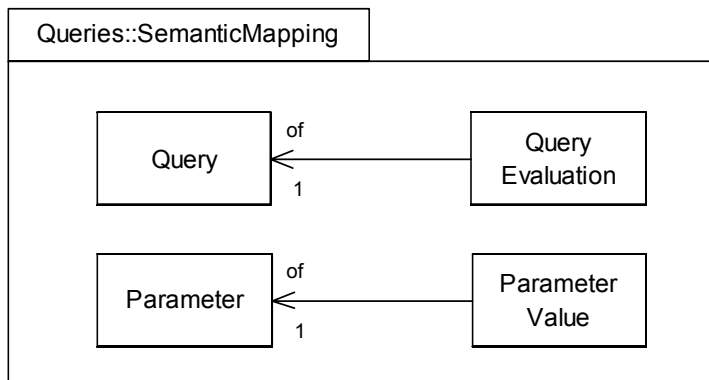 Queries::SemanticMapping
Query
of
1
Query
Evaluation
Parameter
of
1
Parameter
Value